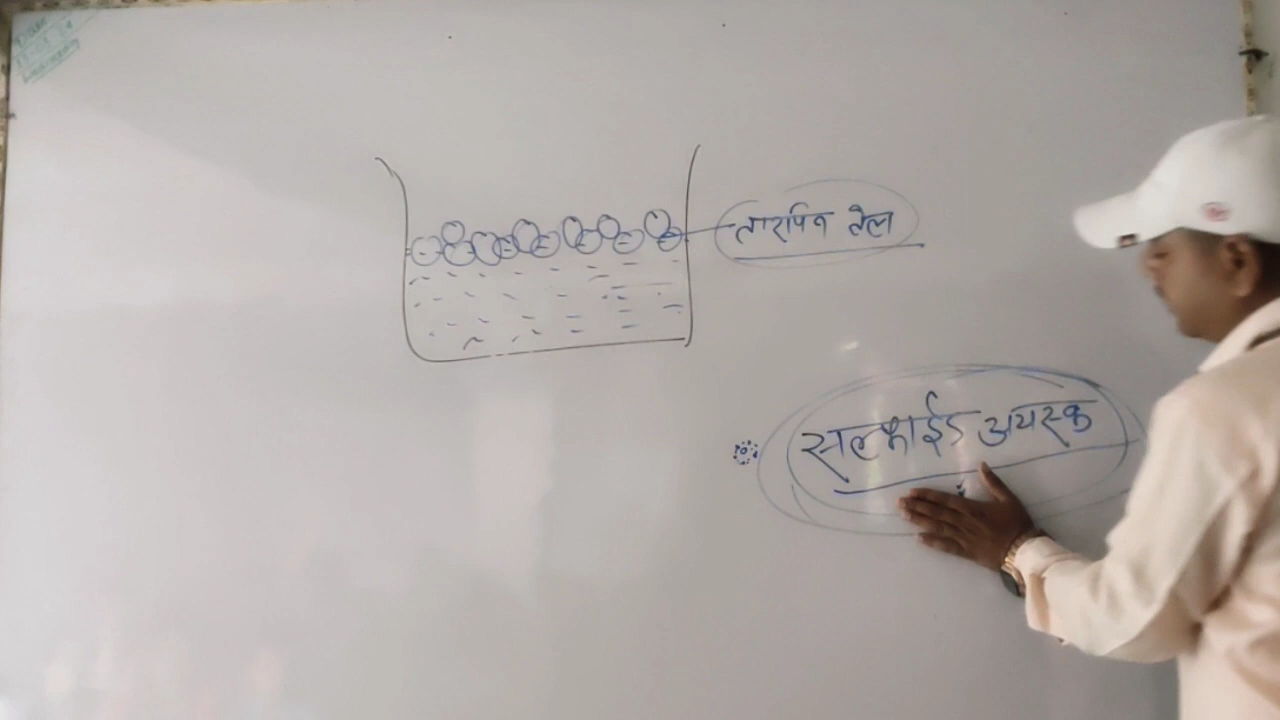 तारपिन तेल
सल्फाईड अयस्क